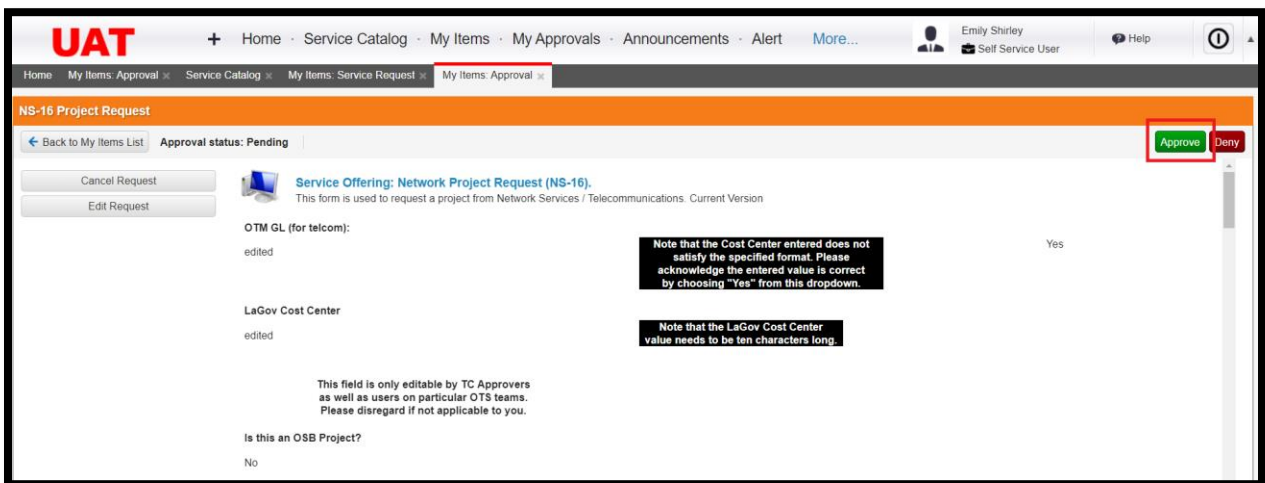 UAT + Home · Service Catalog · My Items · My Approvals · Announcements · Alert More... Emily Shirley Help
Self Service User
Home My Items: Approval × Service Catalog × My Items: Service Request × My Items: Approval ×
NS-16 Project Request
Back to My Items List Approval status: Pending Approve Deny
Cancel Request
Edit Request
Service Offering: Network Project Request (NS-16).
This form is used to request a project from Network Services / Telecommunications. Current Version
OTM GL (for telcom):
edited
Note that the Cost Center entered does not
satisfy the specified format. Please
acknowledge the entered value is correct
by choosing "Yes" from this dropdown.
Yes
LaGov Cost Center
edited
Note that the LaGov Cost Center
value needs to be ten characters long.
This field is only editable by TC Approvers
as well as users on particular OTS teams.
Please disregard if not applicable to you.
Is this an OSB Project?
No